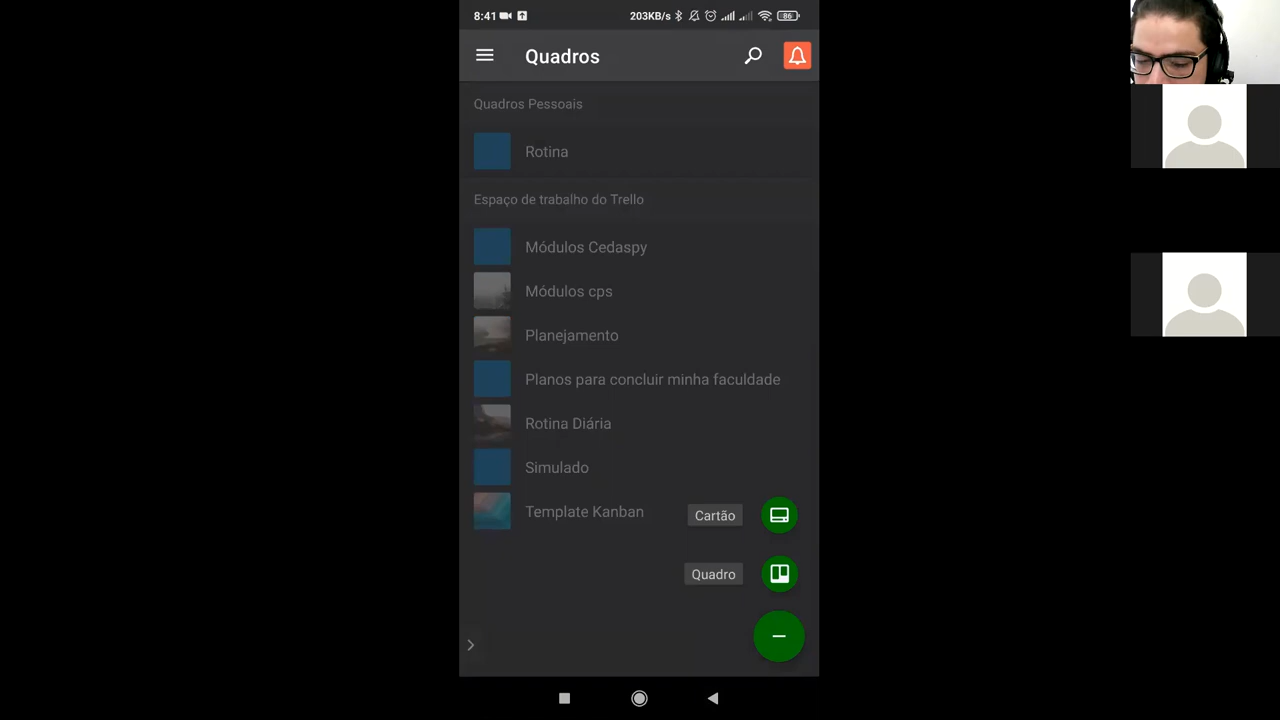 8:41
203KB/s
86
Quadros
Quadros Pessoais
Rotina
Espaço de trabalho do Trello
Módulos Cedaspy
Módulos cps
Planejamento
Planos para concluir minha faculdade
Rotina Diária
Simulado
Template Kanban
Cartão
Quadro